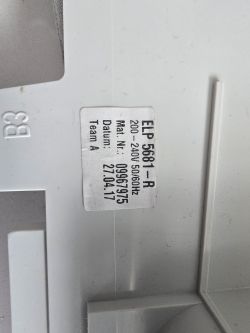 ELP 5681-R
200-240V 50/60Hz
Mat. Nr.: 09967975
Datum: 27.04.17
Team A
B3